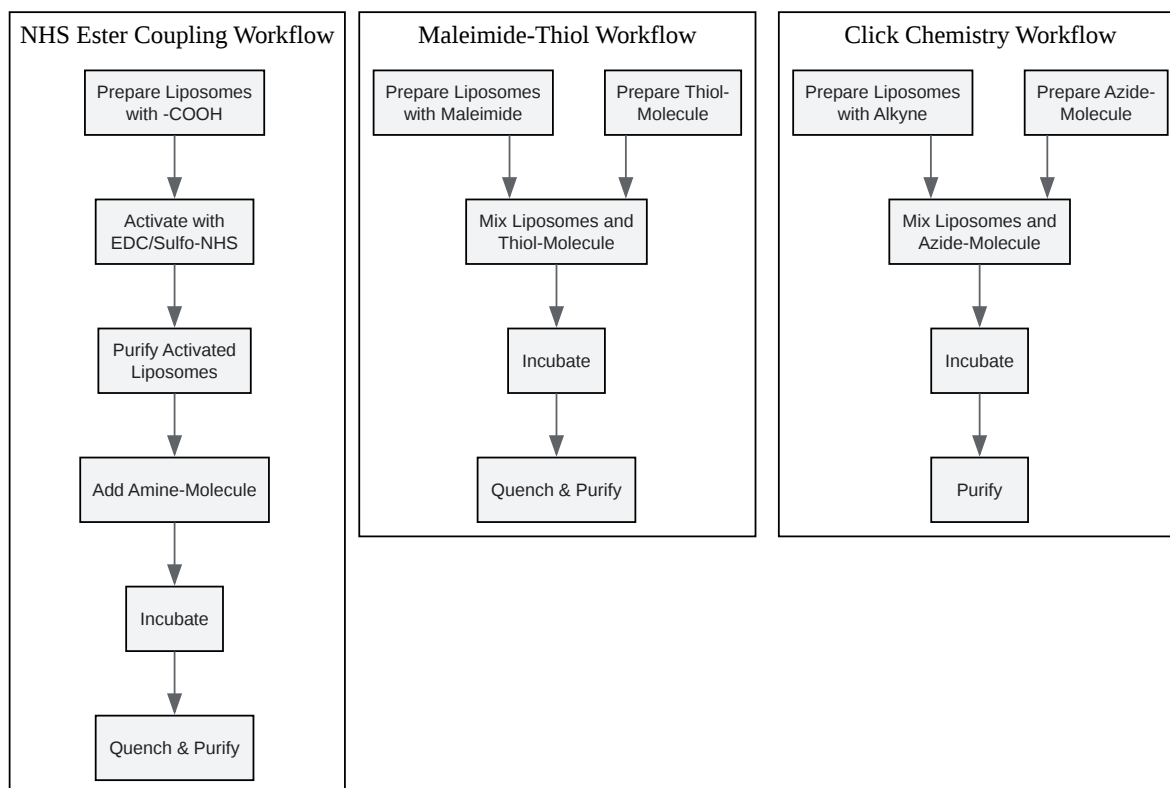 NHS Ester Coupling Workflow
Prepare Liposomes
with -COOH
Activate with
EDC/Sulfo-NHS
Purify Activated
Liposomes
Add Amine-Molecule
Incubate
Quench & Purify
Maleimide-Thiol Workflow
Prepare Liposomes
with Maleimide
Prepare Thiol-
Molecule
Mix Liposomes and
Thiol-Molecule
Incubate
Quench & Purify
Click Chemistry Workflow
Prepare Liposomes
with Alkyne
Prepare Azide-
Molecule
Mix Liposomes and
Azide-Molecule
Incubate
Purify